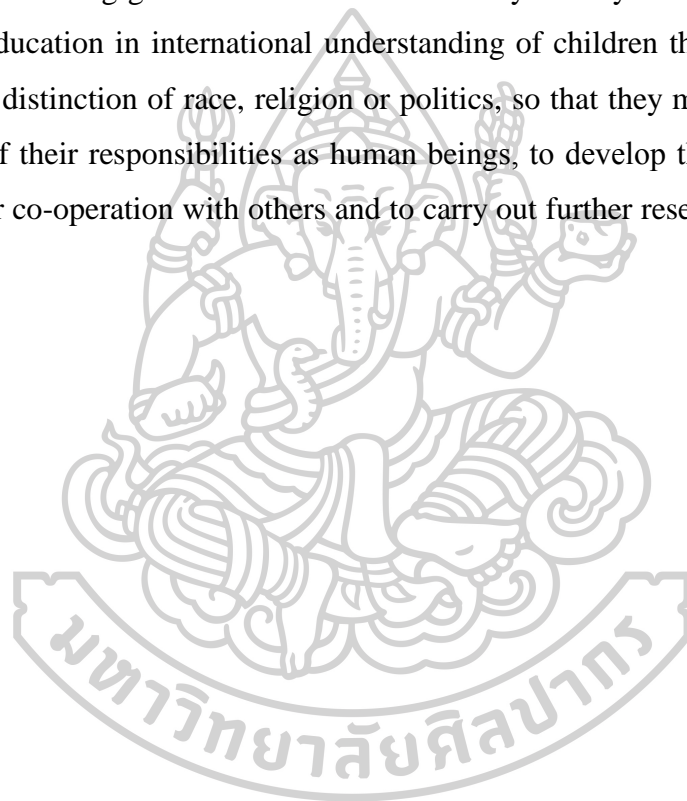 ducation in international understanding of children th
distinction of race, religion or politics, so that they m
f their responsibilities as human beings, to develop th
r co-operation with others and to carry out further rese
มหาวิทยาลัยศิลปากร